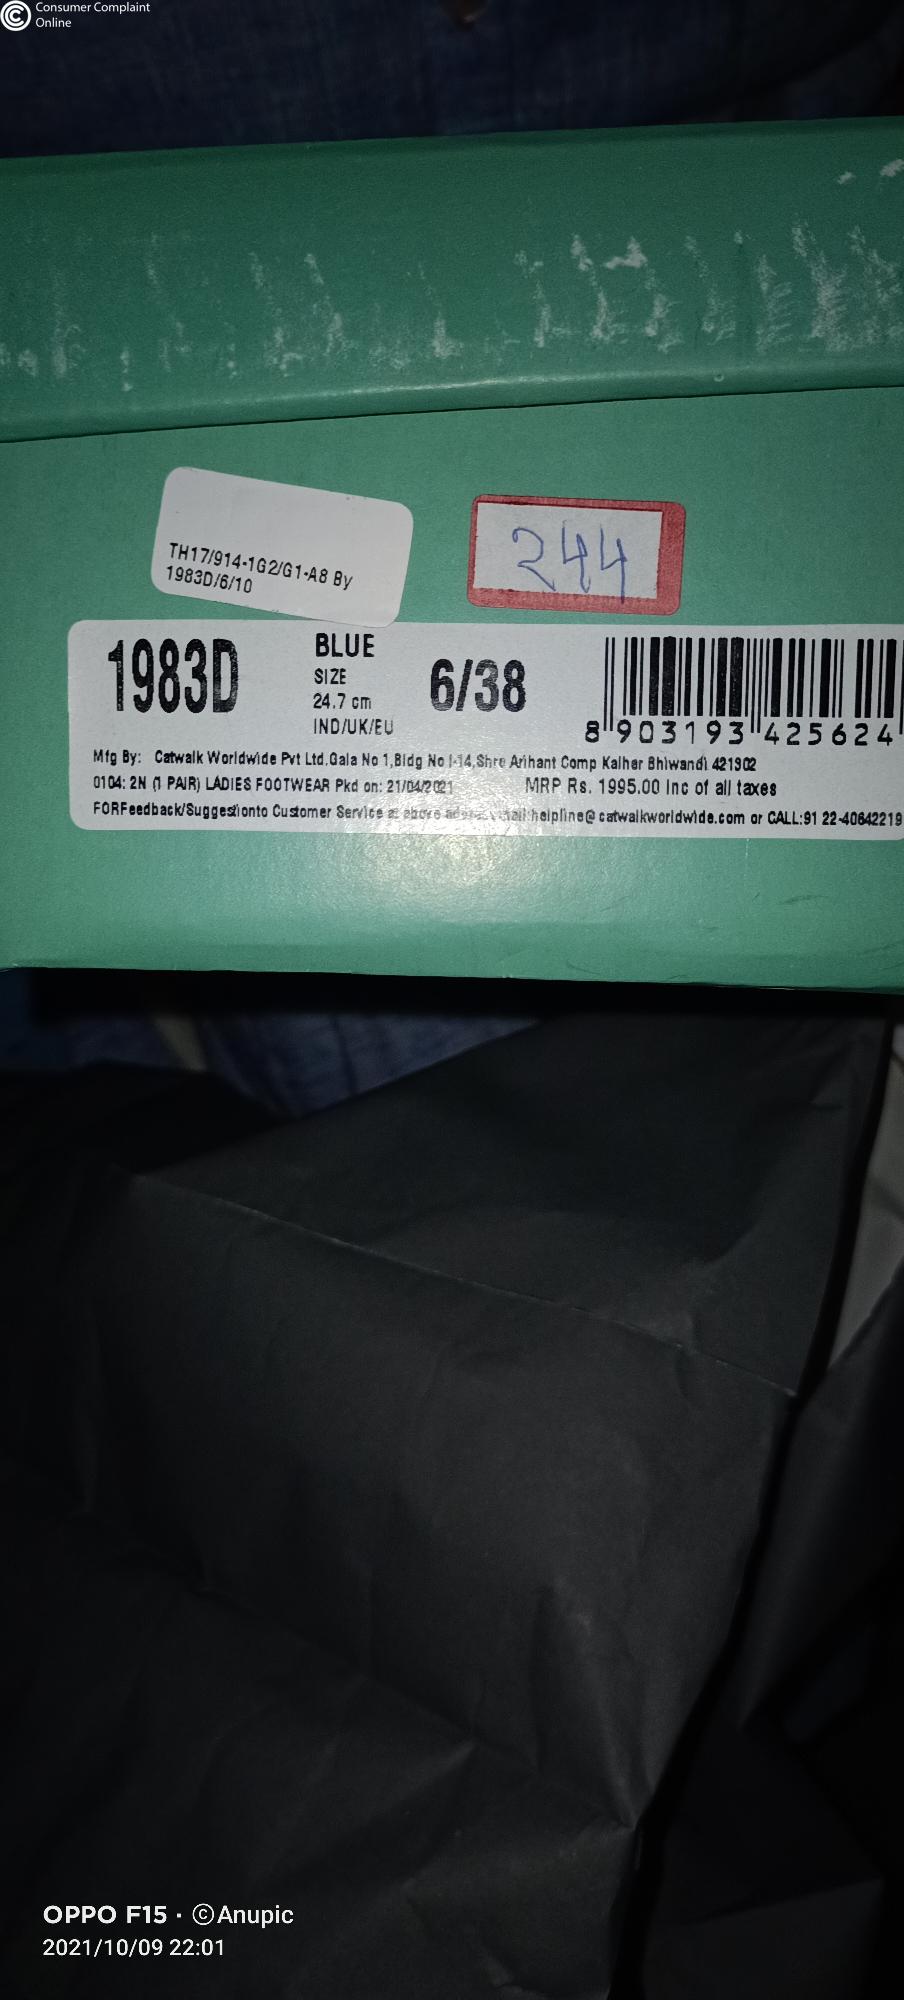 Consumer Complaint
Online
TH17/914-1G2/G1-A8 By
1983D/6/10
244
1983D
BLUE
SIZE
24.7 cm
IND/UK/EU
6/38
8 903193 425624
Mfg By: Catwalk Worldwide Pvt Ltd,Gala No 1,Bldg No I-14,Shre Arihant Comp Kalher Bhiwandi 421302
0104: 2N (1 PAIR) LADIES FOOTWEAR Pkd on: 21/04/2021 MRP Rs. 1995.00 Inc of all taxes
FORFeedback/Suggestionto Customer Service at above helpline@catwalkworldwide.com or CALL:91 22-40642219
OPPO F15 · ©Anupic
2021/10/09 22:01